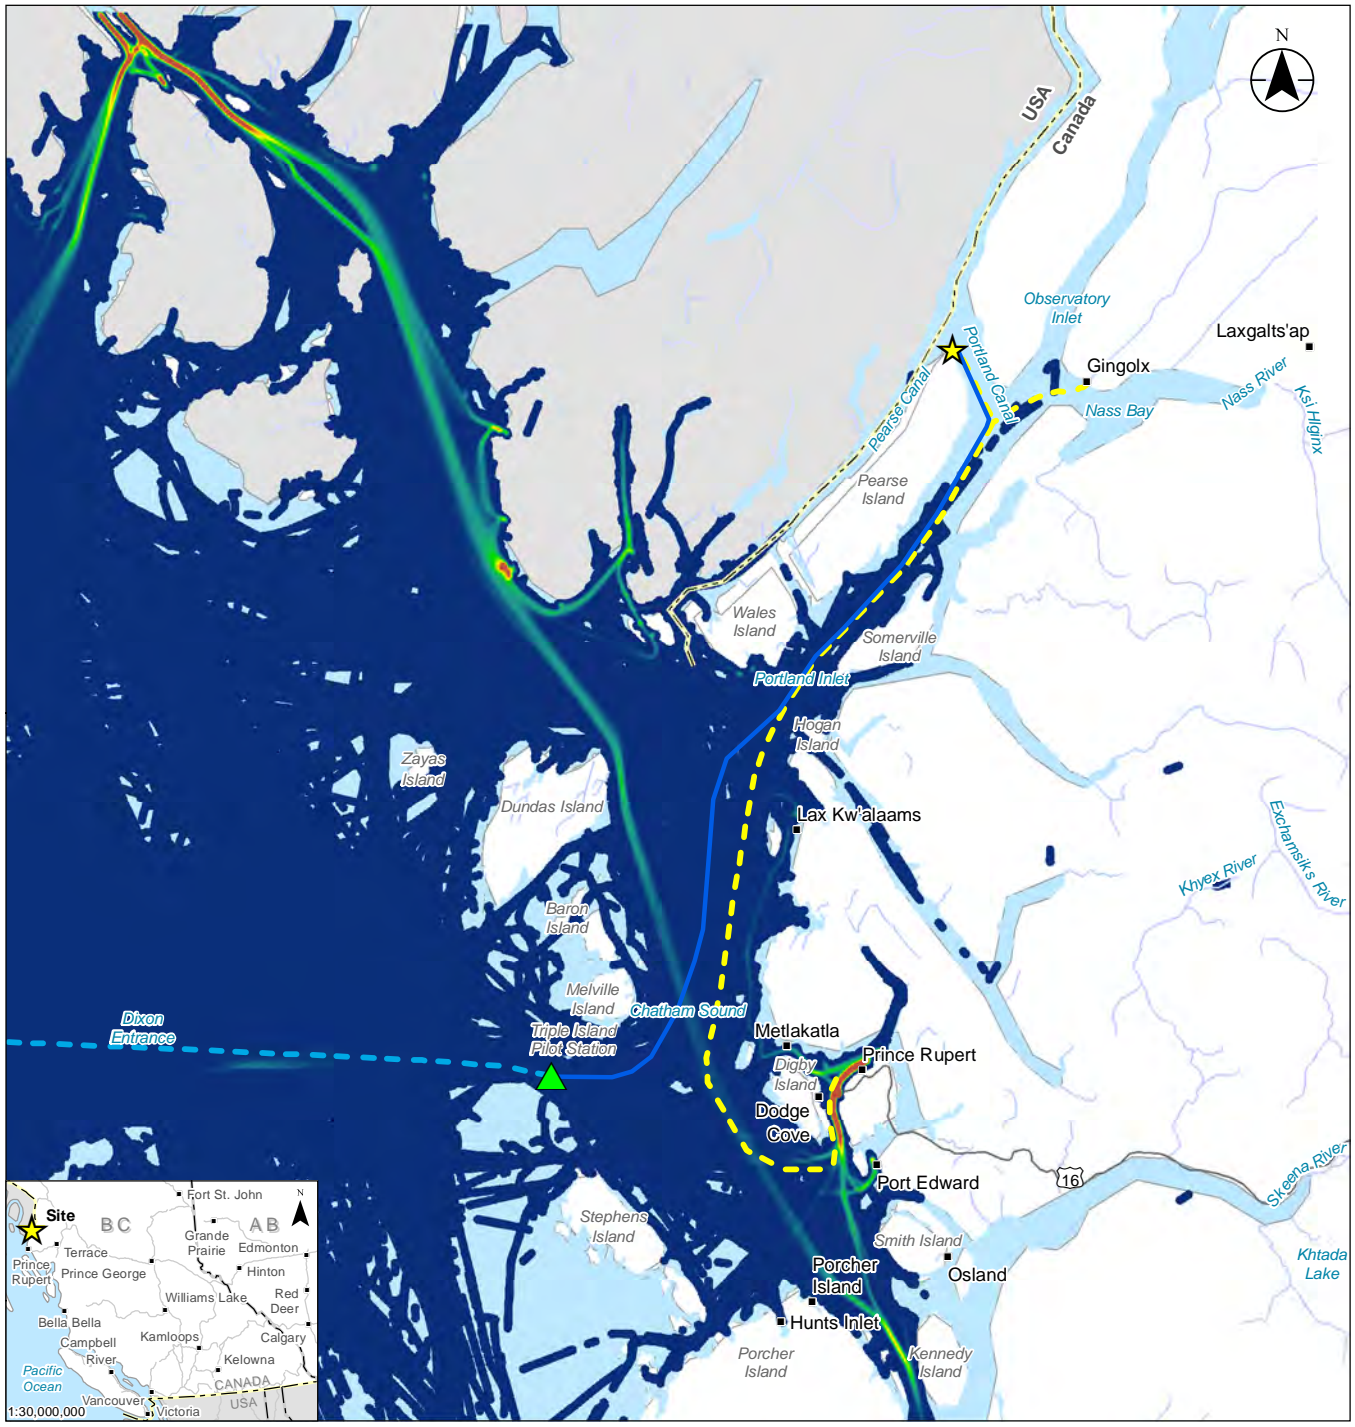 N
USA
Canada
Observatory
Inlet
Laxgalts'ap
Gingolx
Portland Canal
Pearse Canal
Nass River
Nass Bay
Ksi Hlginx
Pearse
Island
Wales
Island
Somerville
Island
Portland Inlet
Hogan
Island
Zayas
Island
Dundas Island
Lax Kw'alaams
Exchamsiks River
Khyex River
Baron
Island
Melville
Island
Chatham Sound
Dixon
Entrance
Triple Island
Pilot Station
Metlakatla
Prince Rupert
Digby
Island
Dodge
Cove
Port Edward
16
Skeena River
Stephens
Island
Smith Island
Khtada
Lake
Osland
Porcher
Island
Hunts Inlet
Porcher
Island
Kennedy
Island
Fort St. John
N
Site
BC
AB
Grande
Prairie
Edmonton
Terrace
Prince George
Hinton
Prince
Rupert
Williams Lake
Red
Deer
Bella Bella
Campbell
River
Kamloops
Calgary
Kelowna
Pacific
Ocean
CANADA
USA
Vancouver
Victoria
1:30,000,000